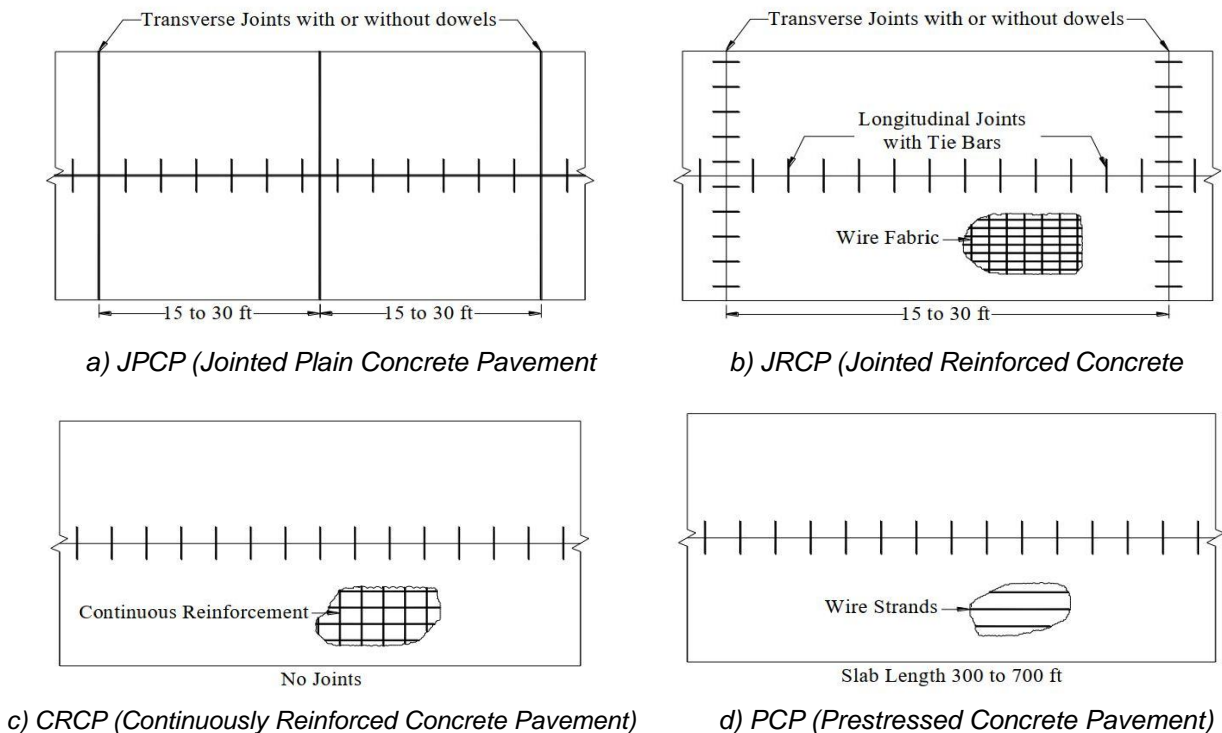 Transverse Joints with or without dowels
15 to 30 ft
15 to 30 ft
a) JPCP (Jointed Plain Concrete Pavement
Transverse Joints with or without dowels
Longitudinal Joints
with Tie Bars
Wire Fabric
15 to 30 ft
b) JRCP (Jointed Reinforced Concrete
Continuous Reinforcement
No Joints
c) CRCP (Continuously Reinforced Concrete Pavement)
Wire Strands
Slab Length 300 to 700 ft
d) PCP (Prestressed Concrete Pavement)